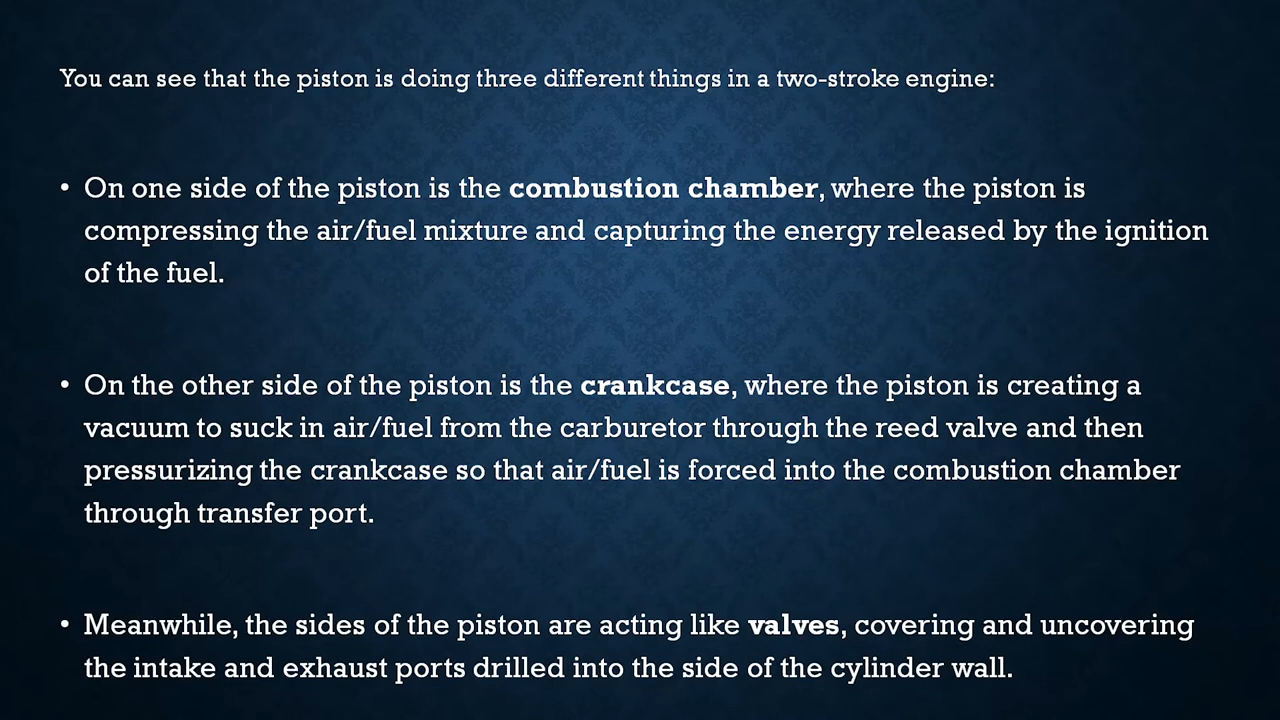 You can see that the piston is doing three different things in a two-stroke engine:
• On one side of the piston is the combustion chamber, where the piston is
compressing the air/fuel mixture and capturing the energy released by the ignition
of the fuel.
• On the other side of the piston is the crankcase, where the piston is creating a
vacuum to suck in air/fuel from the carburetor through the reed valve and then
pressurizing the crankcase so that air/fuel is forced into the combustion chamber
through transfer port.
• Meanwhile, the sides of the piston are acting like valves, covering and uncovering
the intake and exhaust ports drilled into the side of the cylinder wall.